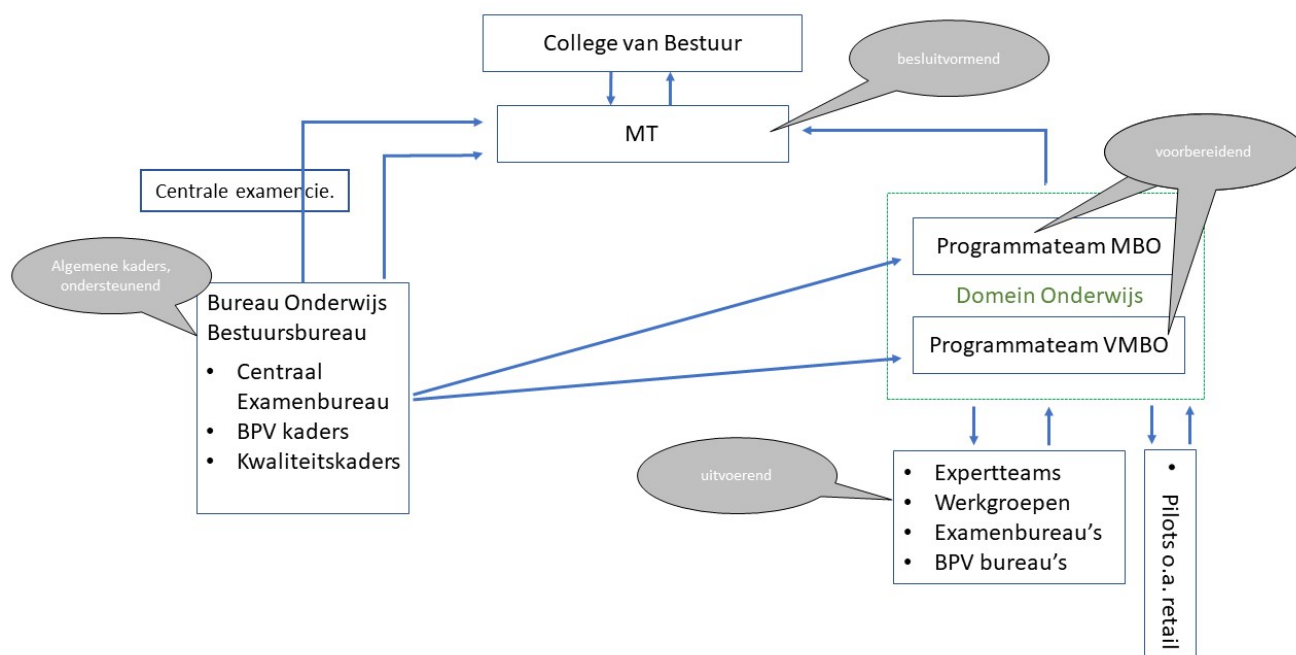 College van Bestuur
besluitvormend
MT
voorbereidend
Centrale examencie.
Programmateam MBO
Algemene kaders,
ondersteunend
Domein Onderwijs
Bureau Onderwijs
Bestuursbureau
Programmateam VMBO
• Centraal
Examenbureau
• BPV kaders
• Kwaliteitskaders
uitvoerend
• Expertteams
• Werkgroepen
• Examenbureau’s
• BPV bureau’s
• Pilots o.a. retail